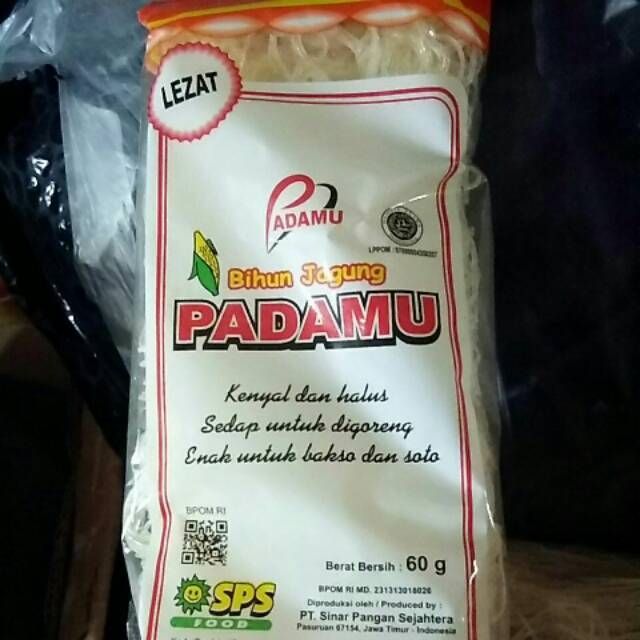 LEZAT
PADAMU
Bihun Jagung
PADAMU
Kenyal dan halus
Sedap untuk digoreng
Enak untuk bakso dan soto
BPOM RI
Berat Bersih : 60 g
SPS
FOOD
BPOM RI MD. 231313018026
Diproduksi oleh / Produced by :
PT. Sinar Pangan Sejahtera
Pasuruan 67154, Jawa Timur - Indonesia